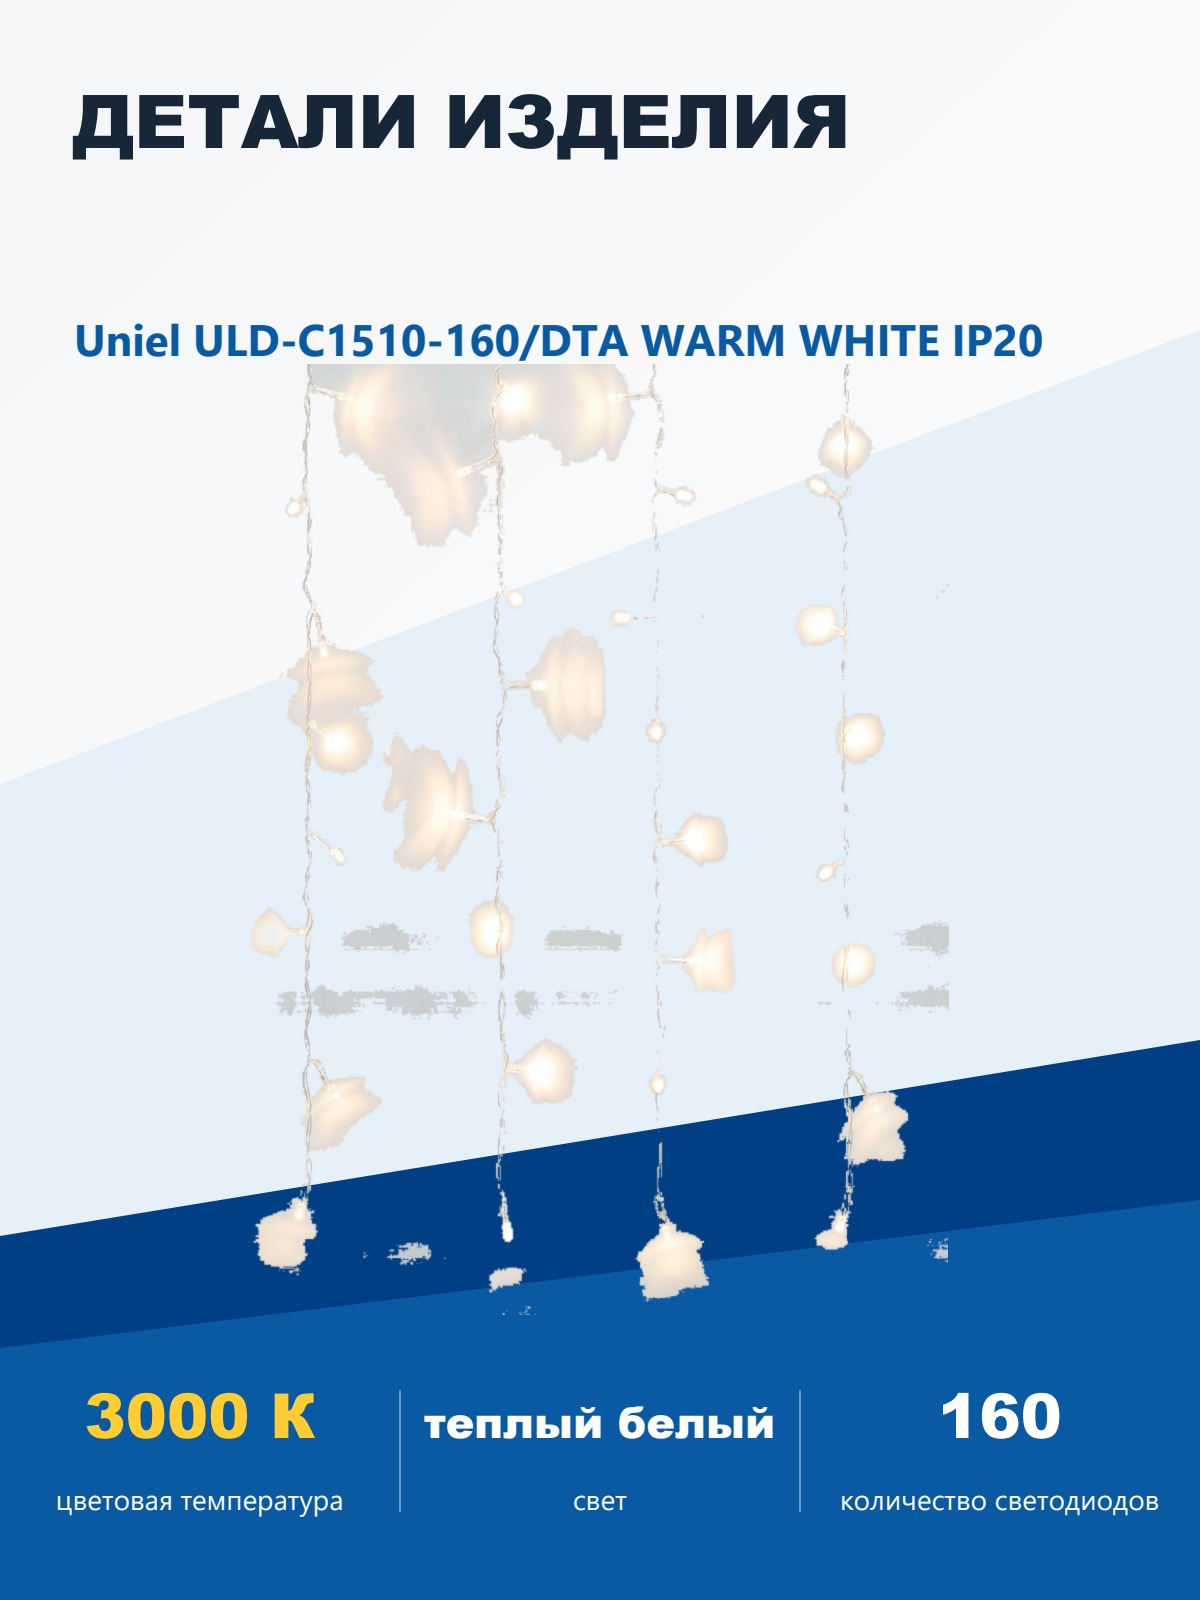 ДЕТАЛИ ИЗДЕЛИЯ
Uniel ULD-C1510-160/DTA WARM WHITE IP20
3000 К
цветовая температура
теплый белый
свет
160
количество светодиодов